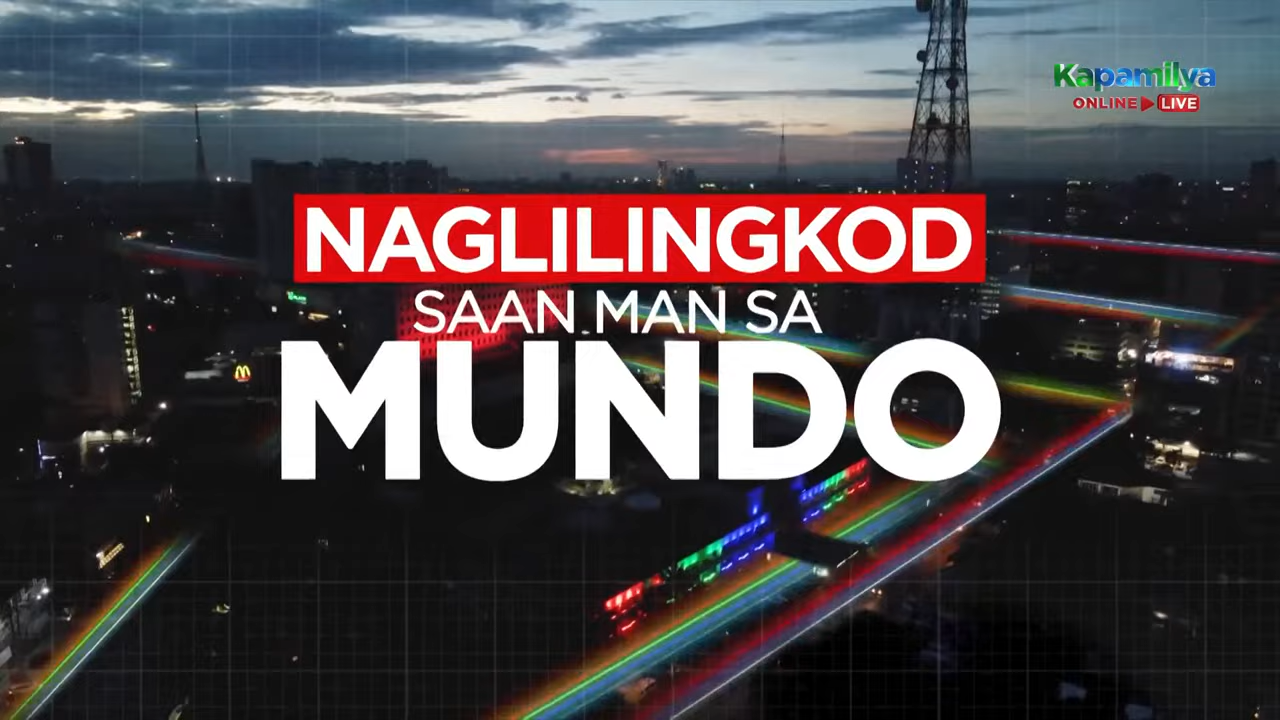 Kapamilya
ONLINE LIVE
NAGLILINGKOD
SAAN MAN SA
MUNDO